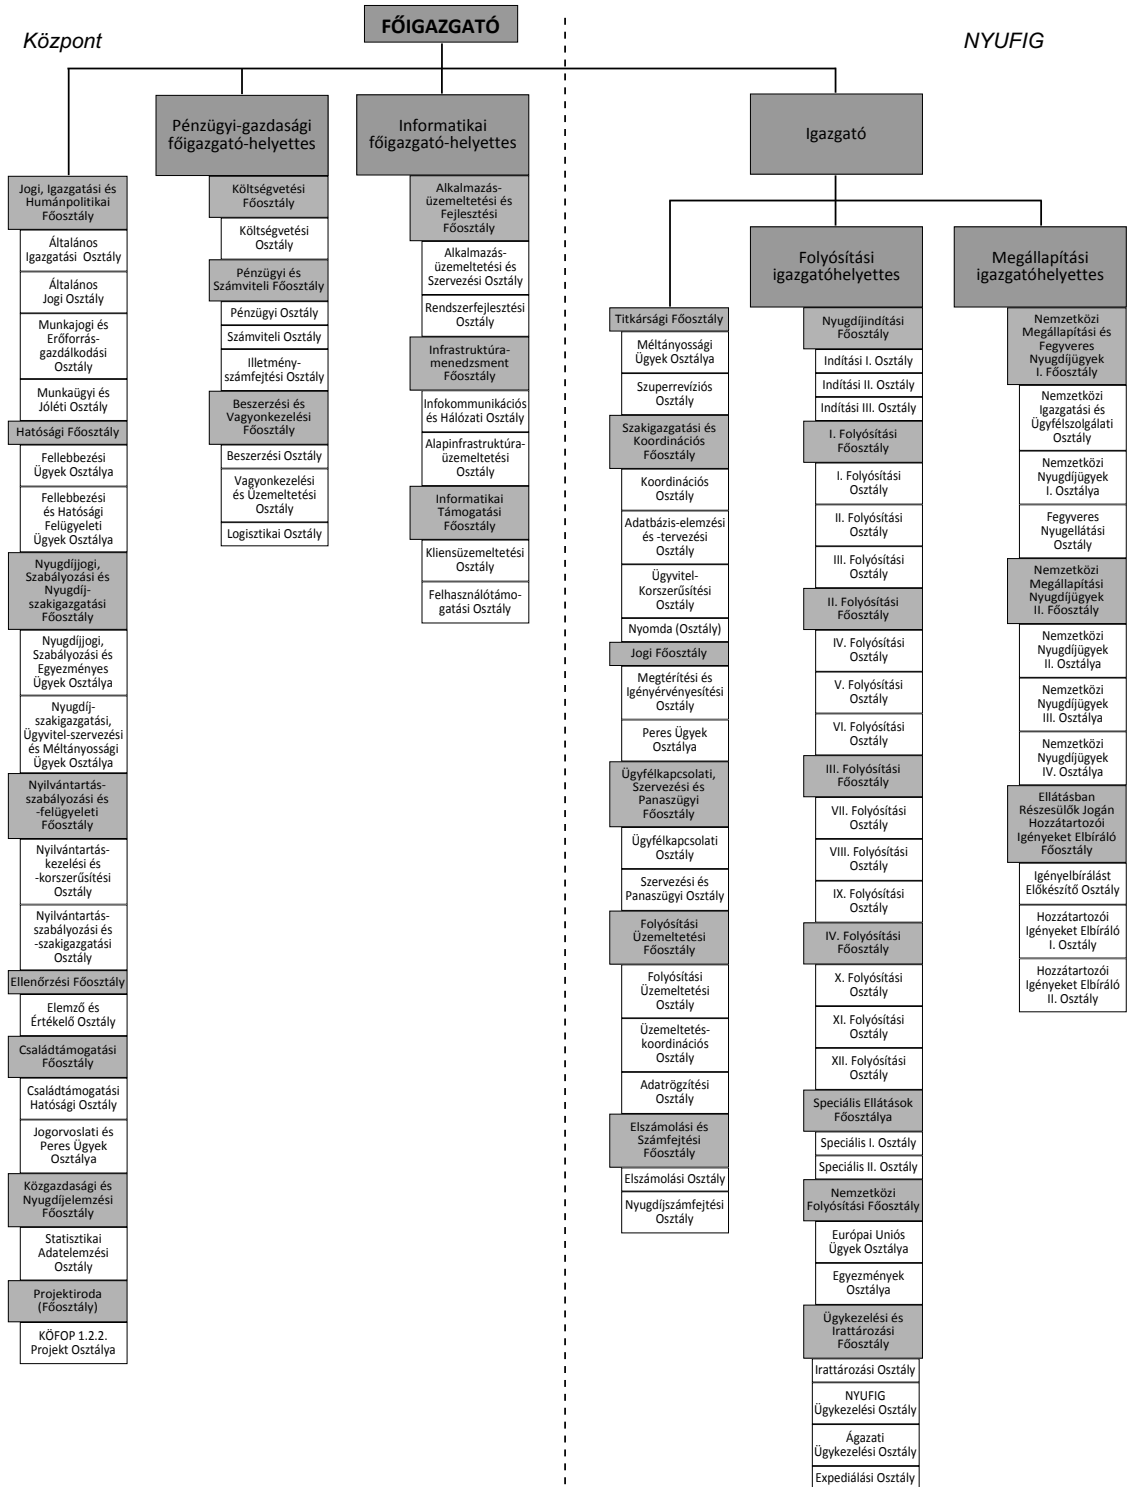 FŐIGAZGATÓ
Központ
NYUFIG
Pénzügyi-gazdasági
főigazgató-helyettes
Informatikai
főigazgató-helyettes
Igazgató
Jogi, Igazgatási és
Humánpolitikai
Főosztály
Általános
Igazgatási Osztály
Általános
Jogi Osztály
Munkajogi és
Erőforrás-
gazdálkodási
Osztály
Munkaügyi és
Jóléti Osztály
Hatósági Főosztály
Fellebbezési
Ügyek Osztálya
Fellebbezési
és Hatósági
Felügyeleti
Ügyek Osztálya
Nyugdíjjogi,
Szabályozási és
Nyugdíj-
szakigazgatási
Főosztály
Nyugdíjjogi,
Szabályozási és
Egyezményes
Ügyek Osztálya
Nyugdíj-
szakigazgatási,
Ügyvitel-szervezési
és Méltányossági
Ügyek Osztálya
Nyilvántartás-
szabályozási és
-felügyeleti
Főosztály
Nyilvántartás-
kezelési és
-korszerűsítési
Osztály
Nyilvántartás-
szabályozási és
-szakigazgatási
Osztály
Ellenőrzési Főosztály
Elemző és
Értékelő Osztály
Családtámogatási
Főosztály
Családtámogatási
Hatósági Osztály
Jogorvoslati és
Peres Ügyek
Osztálya
Közgazdasági és
Nyugdíjelemzési
Főosztály
Statisztikai
Adatelemzési
Osztály
Projektiroda
(Főosztály)
KÖFOP 1.2.2.
Projekt Osztálya
Költségvetési
Főosztály
Költségvetési
Osztály
Pénzügyi és
Számviteli Főosztály
Pénzügyi Osztály
Számviteli Osztály
Illetmény-
számfejtési Osztály
Beszerzési és
Vagyonkezelési
Főosztály
Beszerzési Osztály
Vagyonkezelési
és Üzemeltetési
Osztály
Logisztikai Osztály
Alkalmazás-
üzemeltetési és
Fejlesztési
Főosztály
Alkalmazás-
üzemeltetési és
Szervezési Osztály
Rendszerfejlesztési
Osztály
Infrastruktúra-
menedzsment
Főosztály
Infokommunikációs
és Hálózati Osztály
Alapinfrastruktúra-
üzemeltetési
Osztály
Informatikai
Támogatási
Főosztály
Kliensüzemeltetési
Osztály
Felhasználótámo-
gatási Osztály
Titkársági Főosztály
Méltányossági
Ügyek Osztálya
Szuperrevíziós
Osztály
Szakigazgatási és
Koordinációs
Főosztály
Koordinációs
Osztály
Adatbázis-elemzési
és -tervezési
Osztály
Ügyvitel-
Korszerűsítési
Osztály
Nyomda (Osztály)
Jogi Főosztály
Megtérítési és
Igényérvényesítési
Osztály
Peres Ügyek
Osztálya
Ügyfélkapcsolati,
Szervezési és
Panaszügyi
Főosztály
Ügyfélkapcsolati
Osztály
Szervezési és
Panaszügyi Osztály
Folyósítási
Üzemeltetési
Főosztály
Folyósítási
Üzemeltetési
Osztály
Üzemeltetés-
koordinációs
Osztály
Adatrögzítési
Osztály
Elszámolási és
Számfejtési
Főosztály
Elszámolási Osztály
Nyugdíjszámfejtési
Osztály
Folyósítási
igazgatóhelyettes
Nyugdíjindítási
Főosztály
Indítási I. Osztály
Indítási II. Osztály
Indítási III. Osztály
I. Folyósítási
Főosztály
I. Folyósítási
Osztály
II. Folyósítási
Osztály
III. Folyósítási
Osztály
II. Folyósítási
Főosztály
IV. Folyósítási
Osztály
V. Folyósítási
Osztály
VI. Folyósítási
Osztály
III. Folyósítási
Főosztály
VII. Folyósítási
Osztály
VIII. Folyósítási
Osztály
IX. Folyósítási
Osztály
IV. Folyósítási
Főosztály
X. Folyósítási
Osztály
XI. Folyósítási
Osztály
XII. Folyósítási
Osztály
Speciális Ellátások
Főosztálya
Speciális I. Osztály
Speciális II. Osztály
Nemzetközi
Folyósítási Főosztály
Európai Uniós
Ügyek Osztálya
Egyezmények
Osztálya
Ügykezelési és
Irattározási
Főosztály
Irattározási Osztály
NYUFIG
Ügykezelési Osztály
Ágazati
Ügykezelési Osztály
Expediálási Osztály
Megállapítási
igazgatóhelyettes
Nemzetközi
Megállapítási és
Fegyveres
Nyugdíjügyek
I. Főosztály
Nemzetközi
Igazgatási és
Ügyfélszolgálati
Osztály
Nemzetközi
Nyugdíjügyek
I. Osztálya
Fegyveres
Nyugellátási
Osztály
Nemzetközi
Megállapítási
Nyugdíjügyek
II. Főosztály
Nemzetközi
Nyugdíjügyek
II. Osztálya
Nemzetközi
Nyugdíjügyek
III. Osztálya
Nemzetközi
Nyugdíjügyek
IV. Osztálya
Ellátásban
Részesülők Jogán
Hozzátartozói
Igényeket Elbíráló
Főosztály
Igényelbírálást
Előkészítő Osztály
Hozzátartozói
Igényeket Elbíráló
I. Osztály
Hozzátartozói
Igényeket Elbíráló
II. Osztály